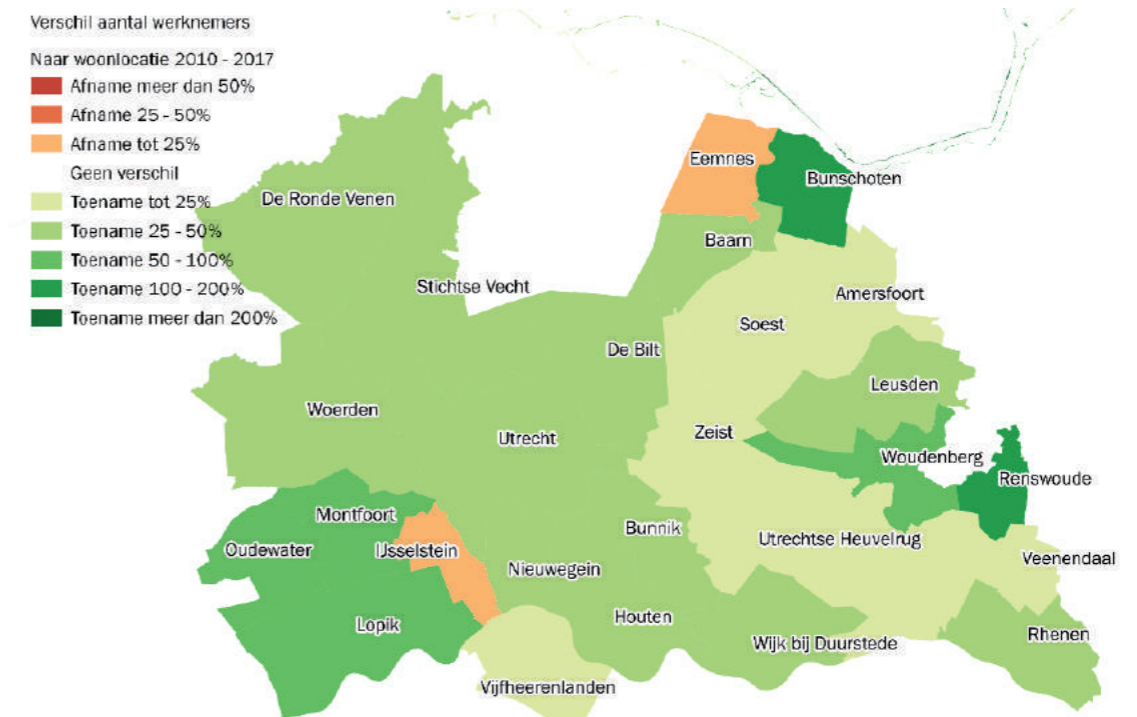 Verschil aantal werknemers
Naar woonlocatie 2010 - 2017
Afname meer dan 50%
Afname 25 - 50%
Afname tot 25%
Geen verschil
Toename tot 25%
Toename 25 - 50%
Toename 50 - 100%
Toename 100 - 200%
Toename meer dan 200%
Eemnes
Bunschoten
De Ronde Venen
Baarn
Stichtse Vecht
Amersfoort
Soest
De Bilt
Leusden
Woerden
Zeist
Utrecht
Woudenberg
Renswoude
Montfoort
Bunnik
Utrechtse Heuvelrug
Oudewater
IJsselstein
Veenendaal
Nieuwegein
Houten
Lopik
Rhenen
Wijk bij Duurstede
Vijfheerenlanden